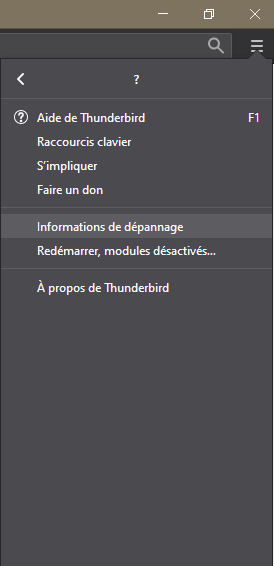 ?
Aide de Thunderbird F1
Raccourcis clavier
S’impliquer
Faire un don
Informations de dépannage
Redémarrer, modules désactivés...
À propos de Thunderbird